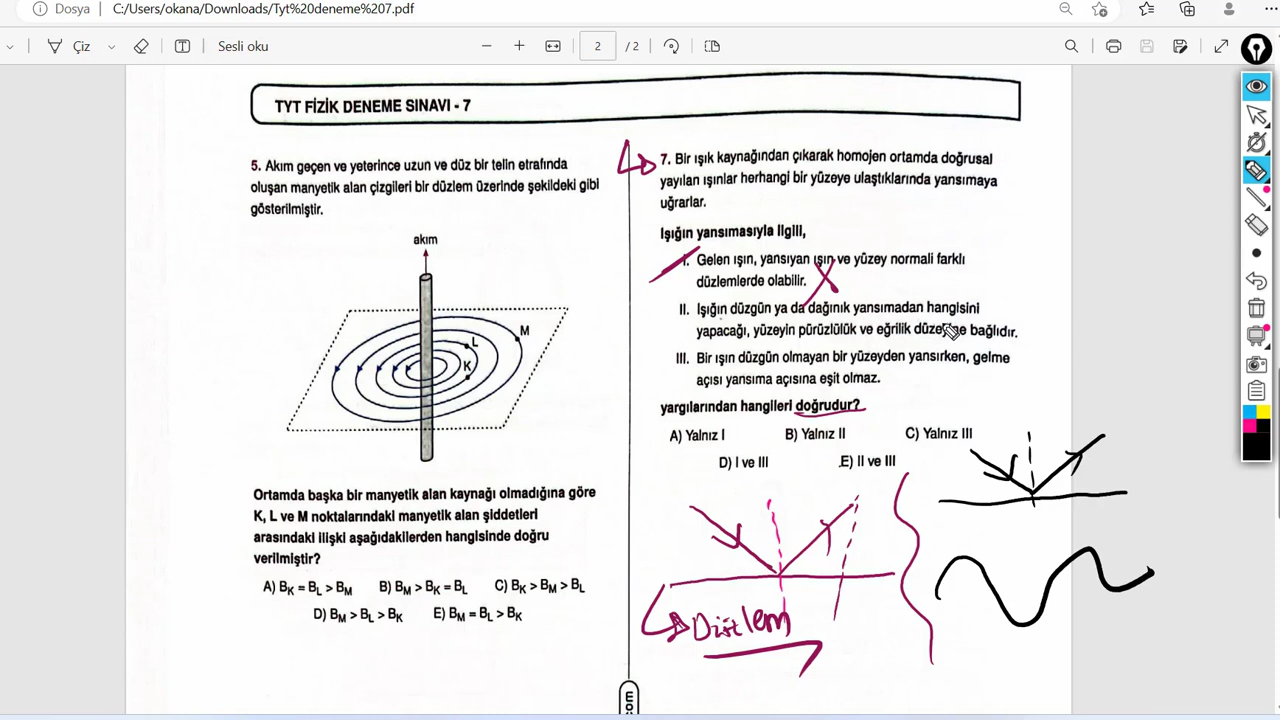 Dosya
C:/Users/okana/Downloads/Tyt%20deneme%207.pdf
Çiz
Sesli oku
2
/ 2
TYT FİZİK DENEME SINAVI - 7
5. Akım geçen ve yeterince uzun ve düz bir telin etrafında
oluşan manyetik alan çizgileri bir düzlem üzerinde şekildeki gibi
gösterilmiştir.
akım
M
L
K
Ortamda başka bir manyetik alan kaynağı olmadığına göre
K, L ve M noktalarındaki manyetik alan şiddetleri
arasındaki ilişki aşağıdakilerden hangisinde doğru
verilmiştir?
A) BK = BL > BM B) BM > BK = BL C) BK > BM > BL
D) BM > BL > BK E) BM = BL > BK
7. Bir ışık kaynağından çıkarak homojen ortamda doğrusal
yayılan ışınlar herhangi bir yüzeye ulaştıklarında yansımaya
uğrarlar.
Işığın yansımasıyla ilgili,
I. Gelen ışın, yansıyan ışın ve yüzey normali farklı
düzlemlerde olabilir.
II. Işığın düzgün ya da dağınık yansımadan hangisini
yapacağı, yüzeyin pürüzlülük ve eğrilik düzeyine bağlıdır.
III. Bir ışın düzgün olmayan bir yüzeyden yansırken, gelme
açısı yansıma açısına eşit olmaz.
yargılarından hangileri doğrudur?
A) Yalnız I B) Yalnız II C) Yalnız III
D) I ve III E) II ve III
com